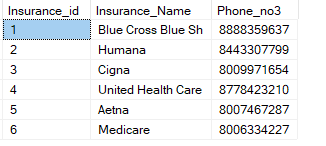 Insurance_id Insurance_Name Phone_no3
1 Blue Cross Blue Sh 8888359637
2 Humana 8443307799
3 Cigna 8009971654
4 United Health Care 8778423210
5 Aetna 8007467287
6 Medicare 8006334227